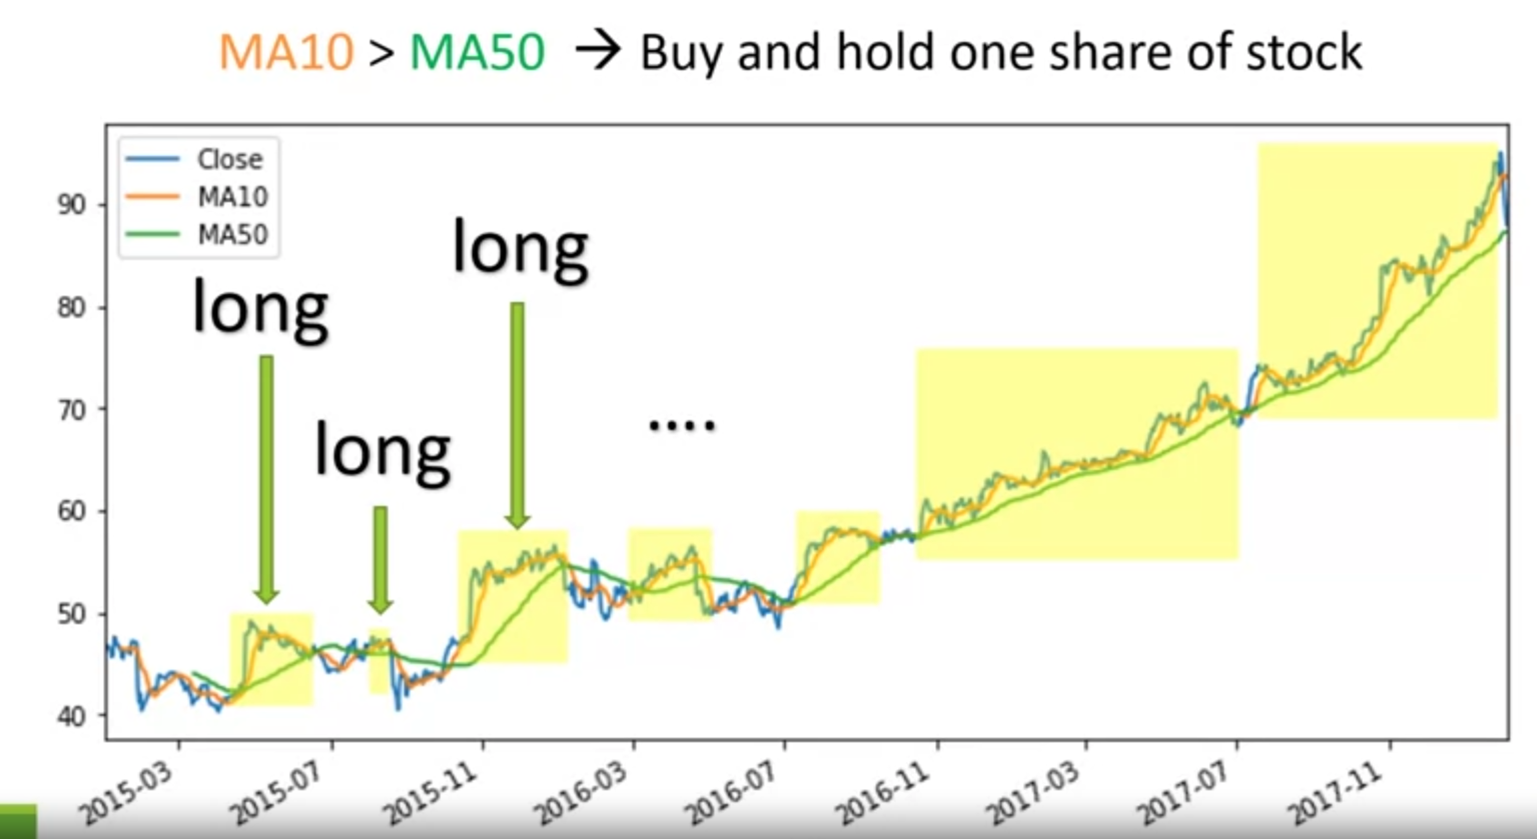 MA10 > MA50 → Buy and hold one share of stock
Close
MA10
MA50
long
long
long
....
90
80
70
60
50
40
2015-03
2015-07
2015-11
2016-03
2016-07
2016-11
2017-03
2017-07
2017-11